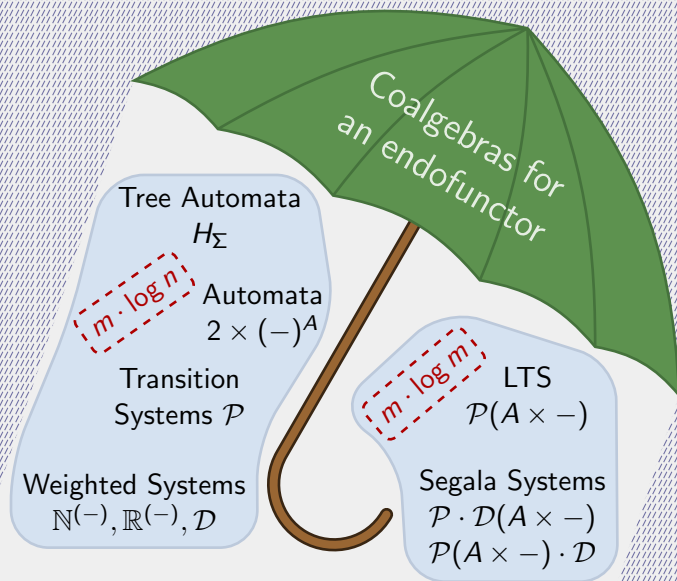 Coalgebras for
an endofunctor
Tree Automata
H_Σ
m · log n
Automata
2 × (−)^A
Transition
Systems 𝒫
Weighted Systems
ℕ^(−), ℝ^(−), 𝒟
m · log m
LTS
𝒫(A × −)
Segala Systems
𝒫 · 𝒟(A × −)
𝒫(A × −) · 𝒟